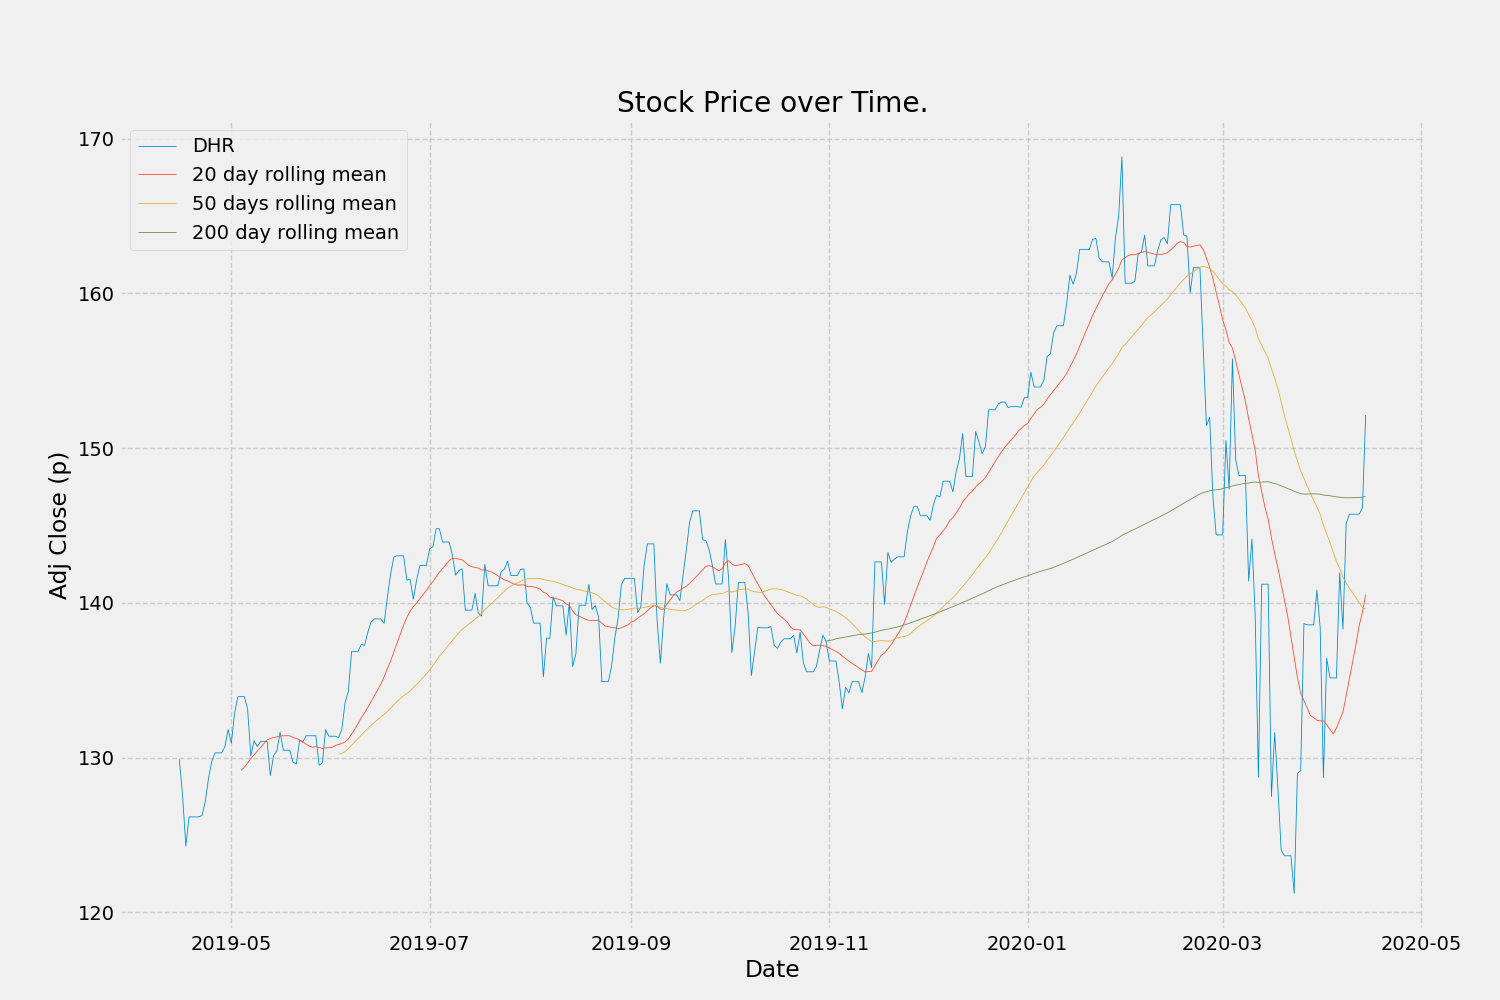 Stock Price over Time.
DHR
20 day rolling mean
50 days rolling mean
200 day rolling mean
Adj Close (p)
170
160
150
140
130
120
2019-05 2019-07 2019-09 2019-11 2020-01 2020-03 2020-05
Date